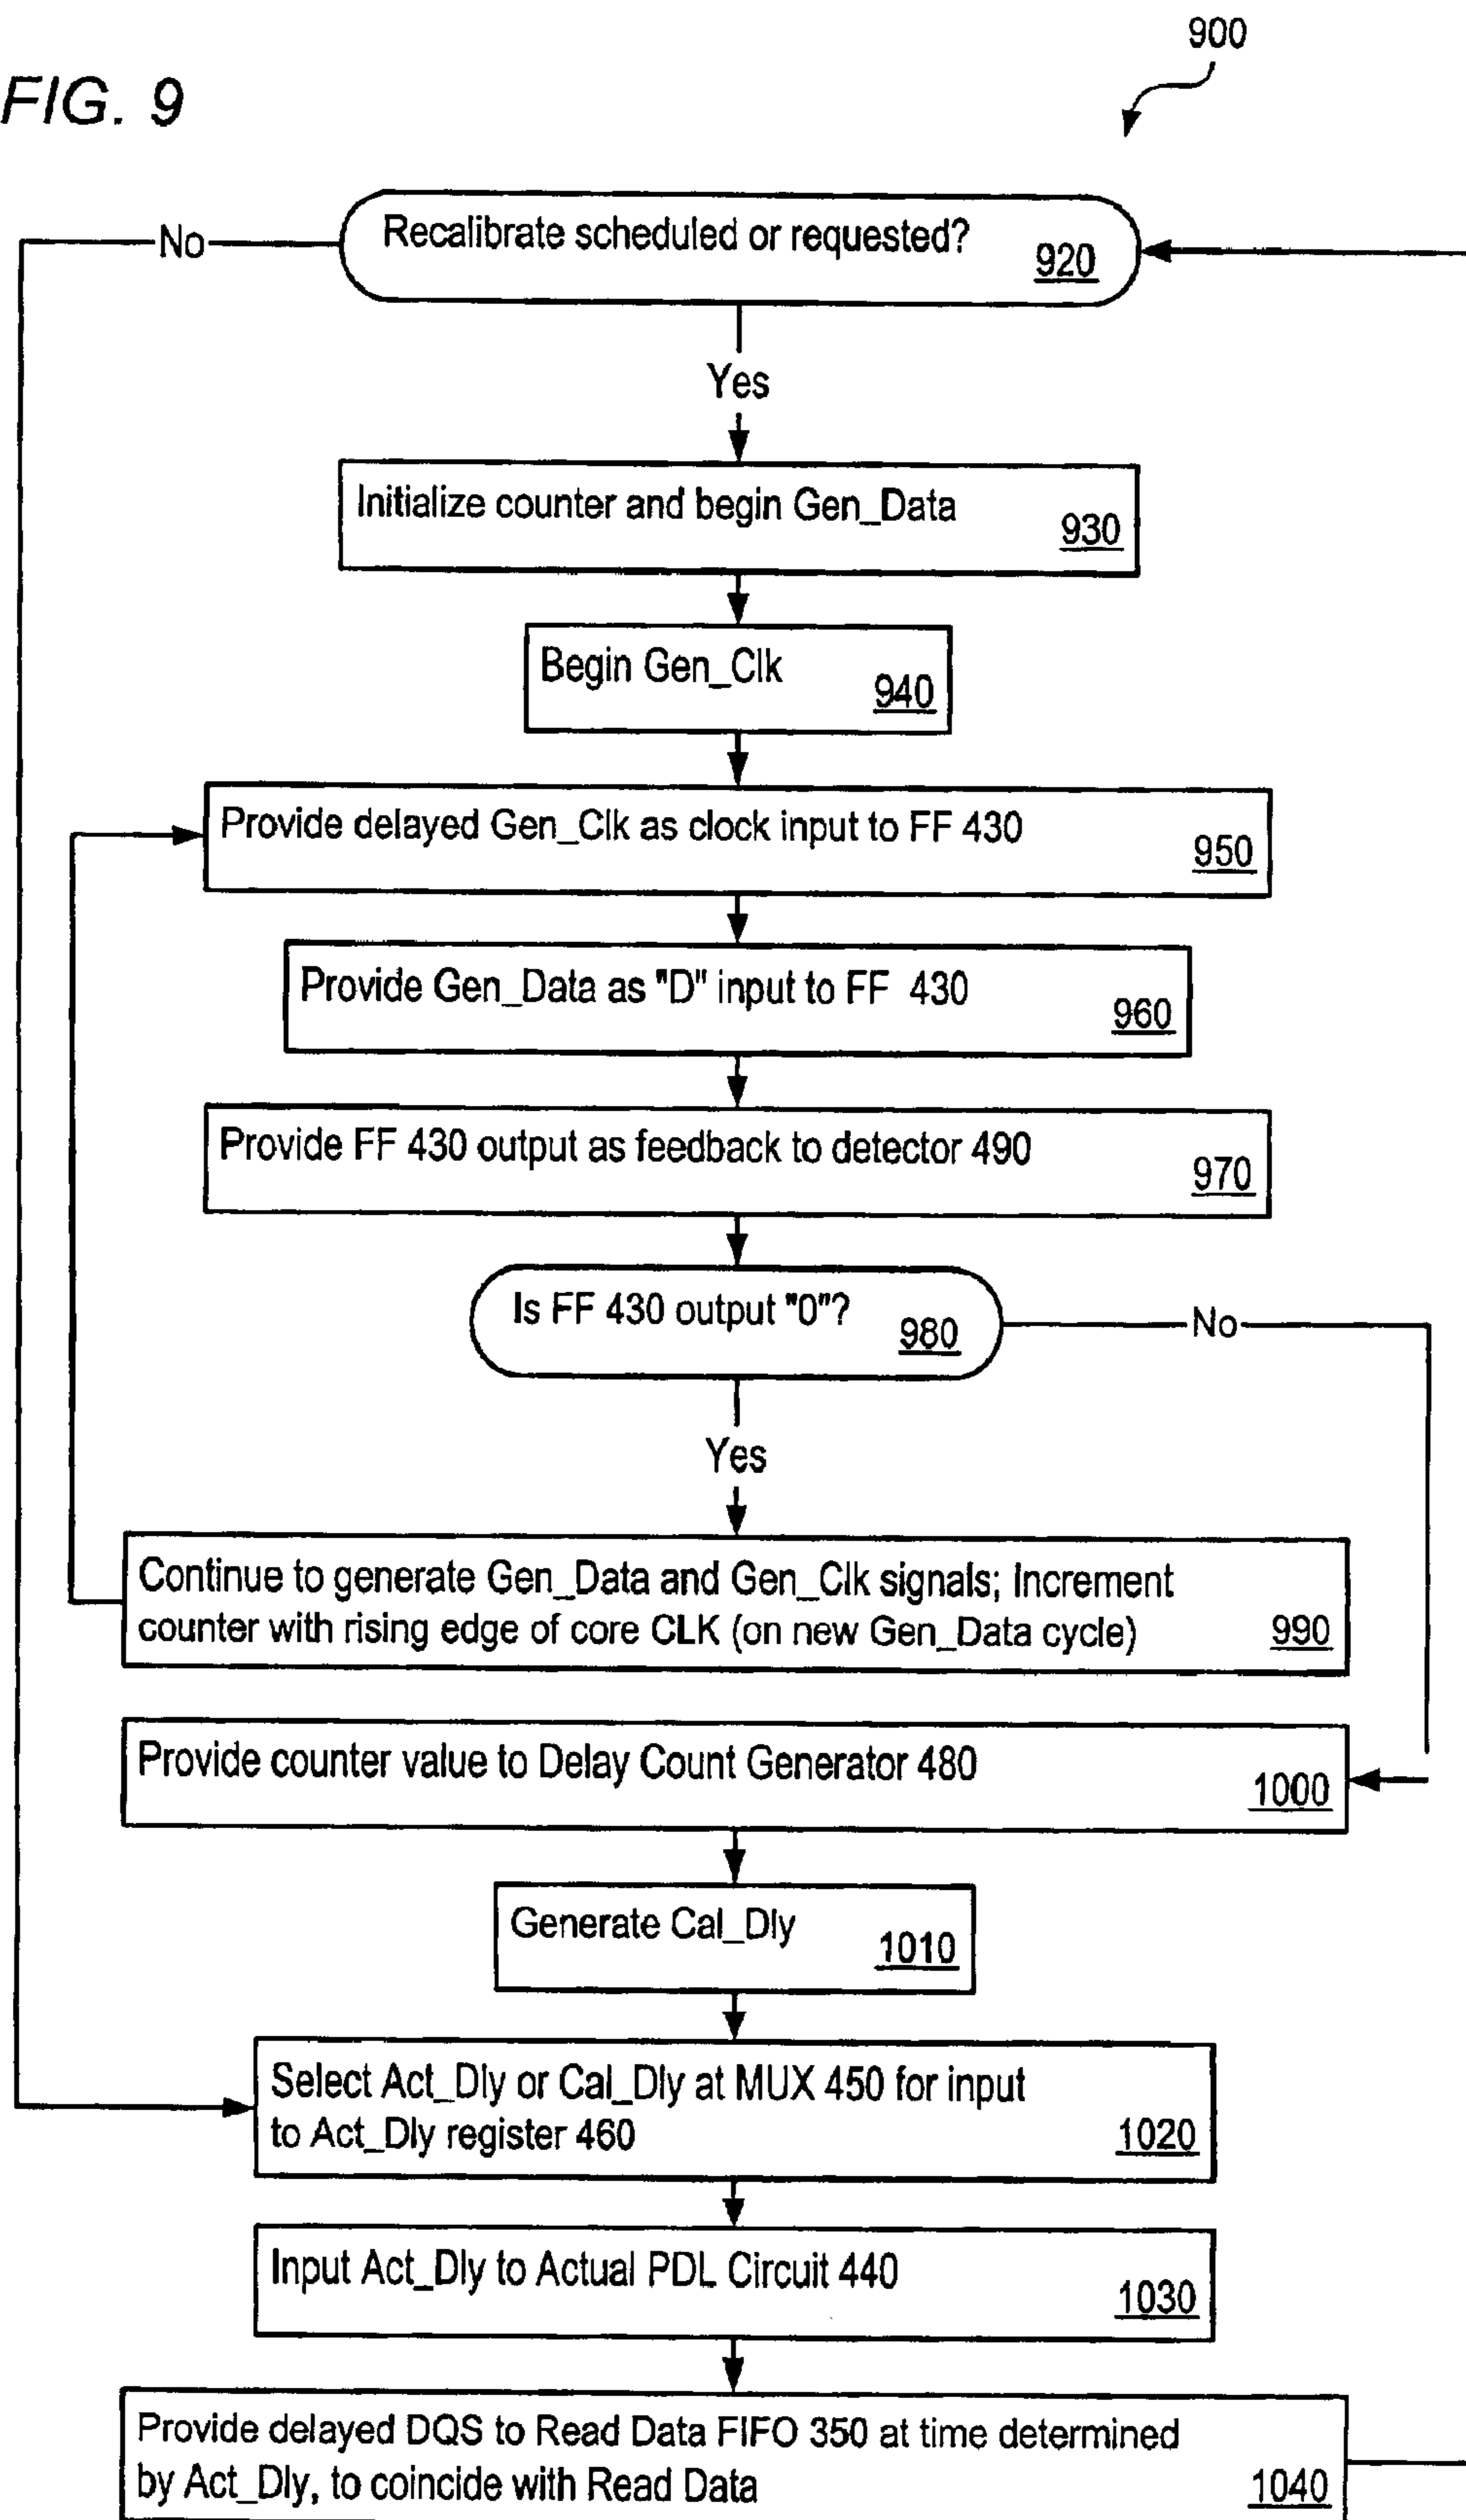 900
FIG. 9
Recalibrate scheduled or requested?
920
No
Yes
Initialize counter and begin Gen_Data
930
Begin Gen_Clk
940
Provide delayed Gen_Clk as clock input to FF 430
950
Provide Gen_Data as "D" input to FF 430
960
Provide FF 430 output as feedback to detector 490
970
Is FF 430 output "0"?
980
No
Yes
Continue to generate Gen_Data and Gen_Clk signals; Increment
counter with rising edge of core CLK (on new Gen_Data cycle)
990
Provide counter value to Delay Count Generator 480
1000
Generate Cal_Dly
1010
Select Act_Dly or Cal_Dly at MUX 450 for input
to Act_Dly register 460
1020
Input Act_Dly to Actual PDL Circuit 440
1030
Provide delayed DQS to Read Data FIFO 350 at time determined
by Act_Dly, to coincide with Read Data
1040